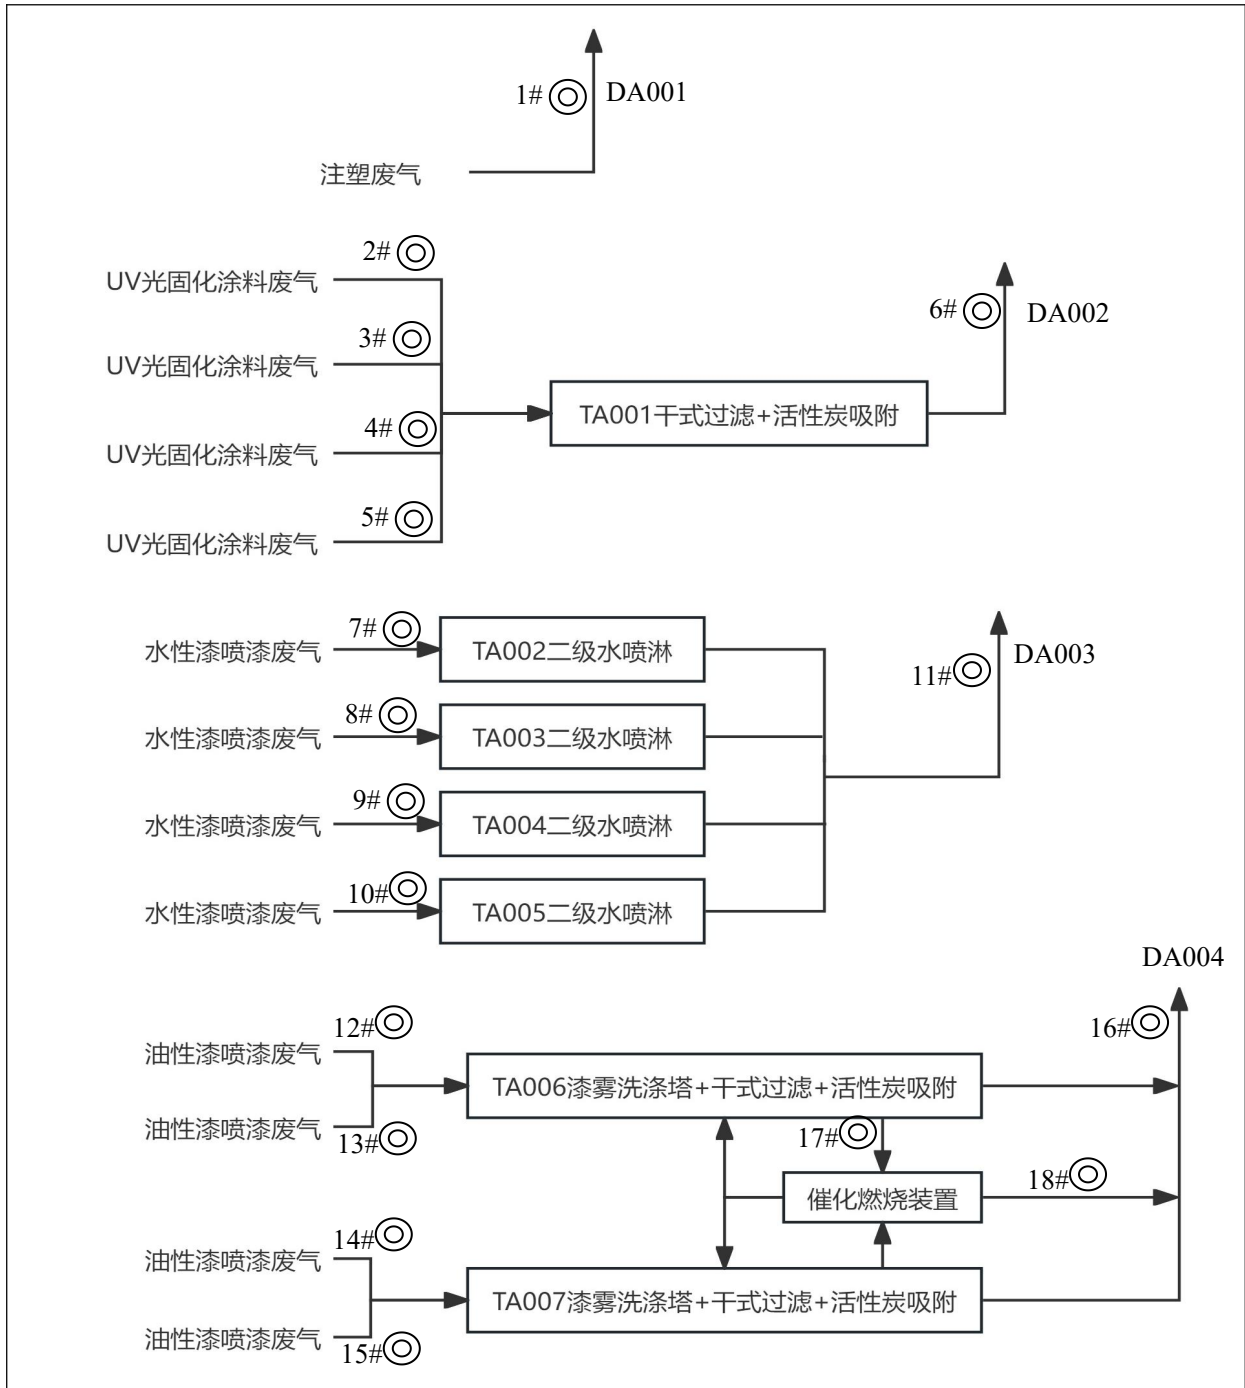 1#
DA001
注塑废气
2#
UV光固化涂料废气
3#
UV光固化涂料废气
4#
UV光固化涂料废气
5#
UV光固化涂料废气
TA001干式过滤+活性炭吸附
6#
DA002
7#
水性漆喷漆废气
TA002二级水喷淋
8#
水性漆喷漆废气
TA003二级水喷淋
9#
水性漆喷漆废气
TA004二级水喷淋
10#
水性漆喷漆废气
TA005二级水喷淋
11#
DA003
DA004
12#
油性漆喷漆废气
油性漆喷漆废气
13#
TA006漆雾洗涤塔+干式过滤+活性炭吸附
16#
17#
催化燃烧装置
18#
14#
油性漆喷漆废气
油性漆喷漆废气
15#
TA007漆雾洗涤塔+干式过滤+活性炭吸附